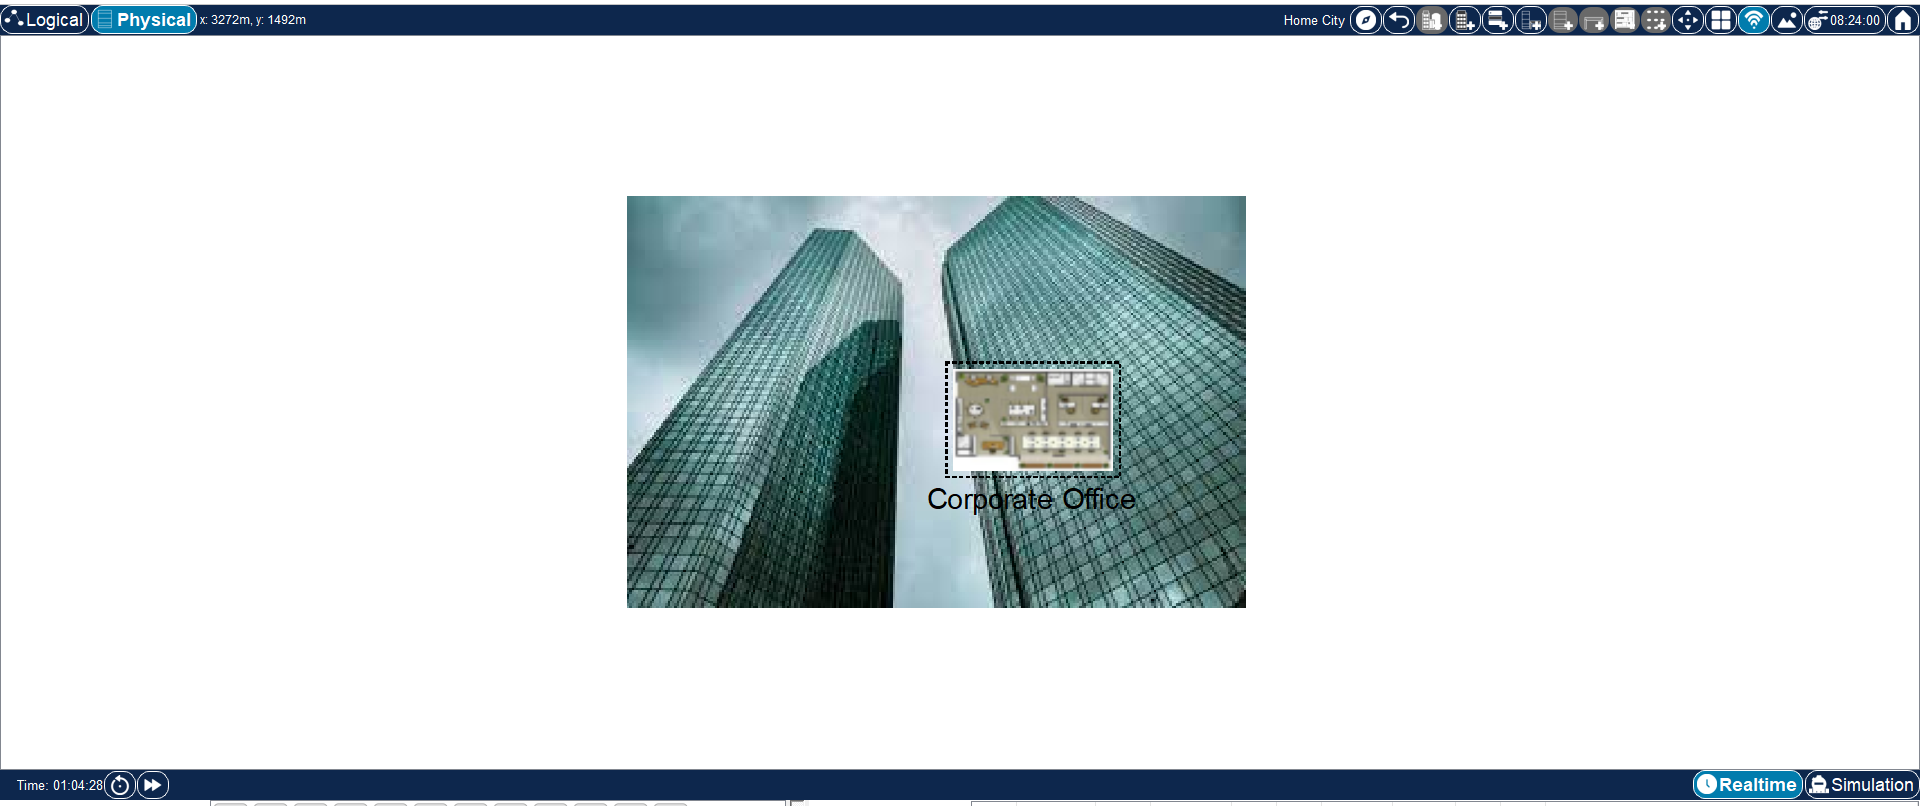 Logical Physical x: 3272m, y: 1492m Home City 08:24:00
Corporate Office
Time: 01:04:28 Realtime Simulation